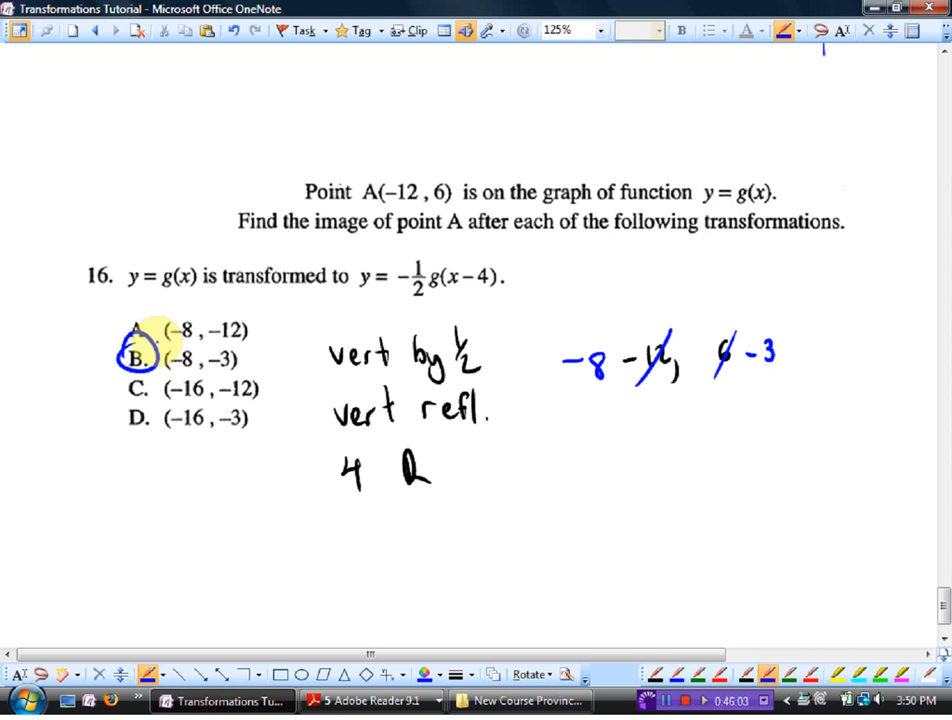 Transformations Tutorial - Microsoft Office OneNote
Task Tag Clip 125% B A
Point A(−12 , 6) is on the graph of function y = g(x).
Find the image of point A after each of the following transformations.
16. y = g(x) is transformed to y = −1/2 g(x − 4).
A. (−8 , −12)
B. (−8 , −3)
C. (−16 , −12)
D. (−16 , −3)
vert by 1/2
vert refl.
4 R
−8 −12, 6 −3
Rotate
Transformations Tu... 5 Adobe Reader 9.1 New Course Provinc... 0:46:03 3:50 PM